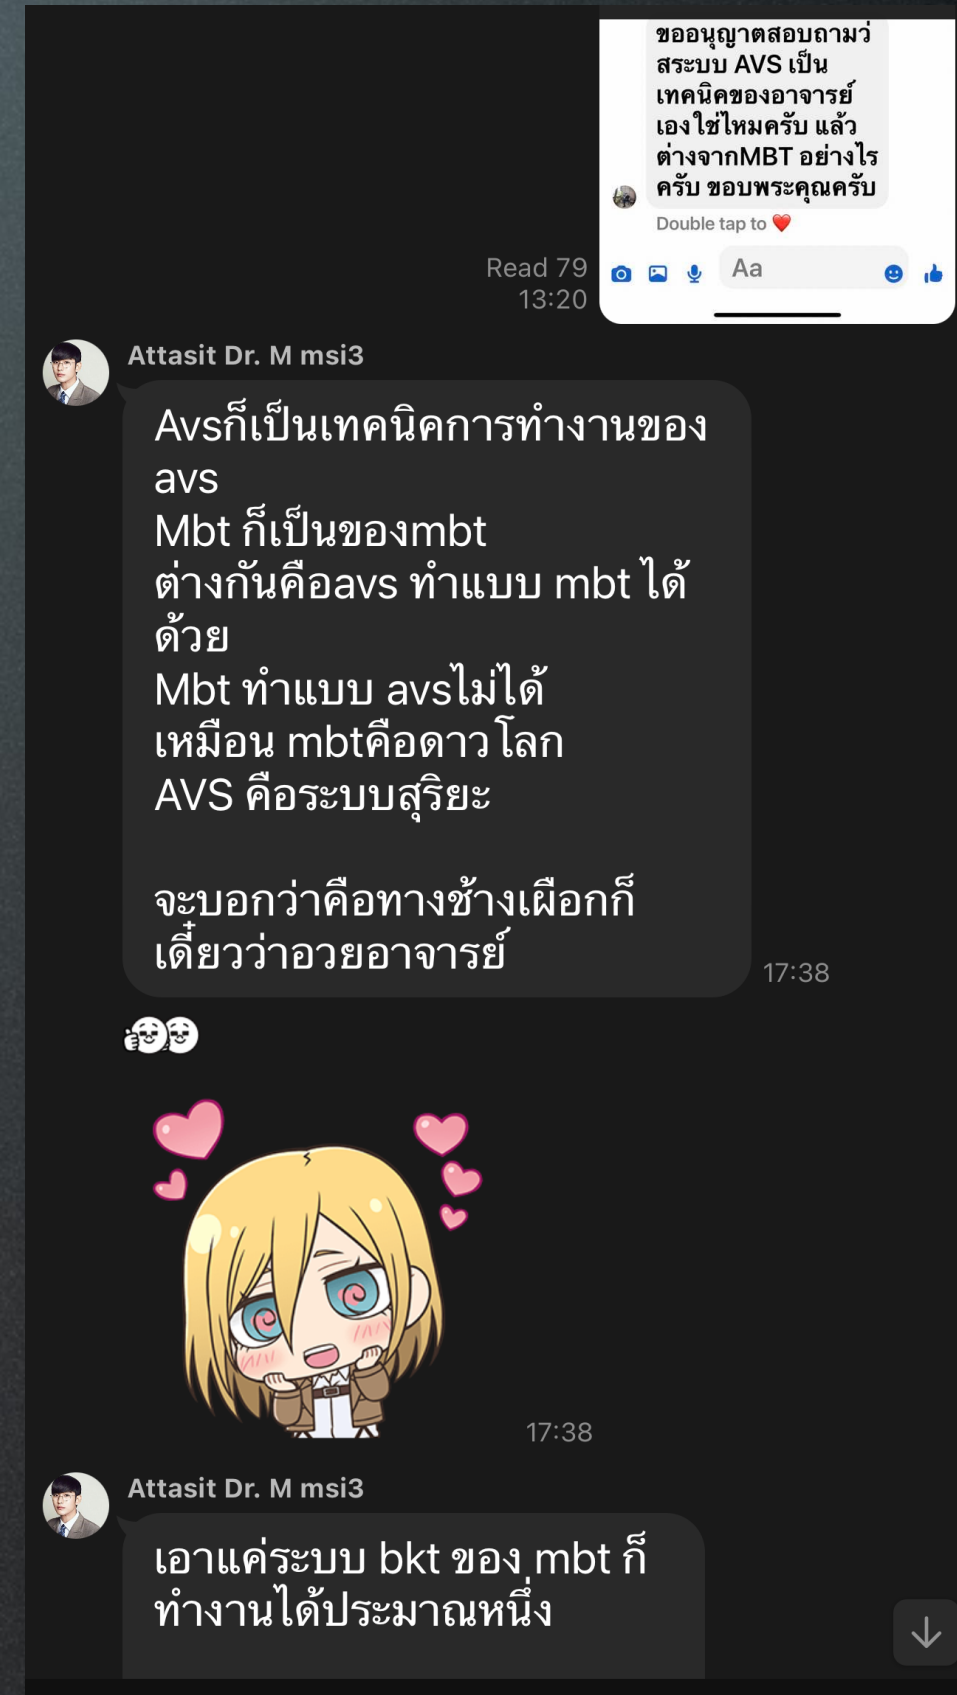 ขออนุญาตสอบถามว่
สระบบ AVS เป็น
เทคนิคของอาจารย์
เองใช่ไหมครับ แล้ว
ต่างจากMBT อย่างไร
ครับ ขอบพระคุณครับ
Double tap to ❤️
Aa
Read 79
13:20
Attasit Dr. M msi3
Avsก็เป็นเทคนิคการทำงานของ
avs
Mbt ก็เป็นของmbt
ต่างกันคือavs ทำแบบ mbt ได้
ด้วย
Mbt ทำแบบ avsไม่ได้
เหมือน mbtคือดาวโลก
AVS คือระบบสุริยะ
จะบอกว่าคือทางช้างเผือกก็
เดี๋ยวว่าอวยอาจารย์
17:38
17:38
Attasit Dr. M msi3
เอาแค่ระบบ bkt ของ mbt ก็
ทำงานได้ประมาณหนึ่ง